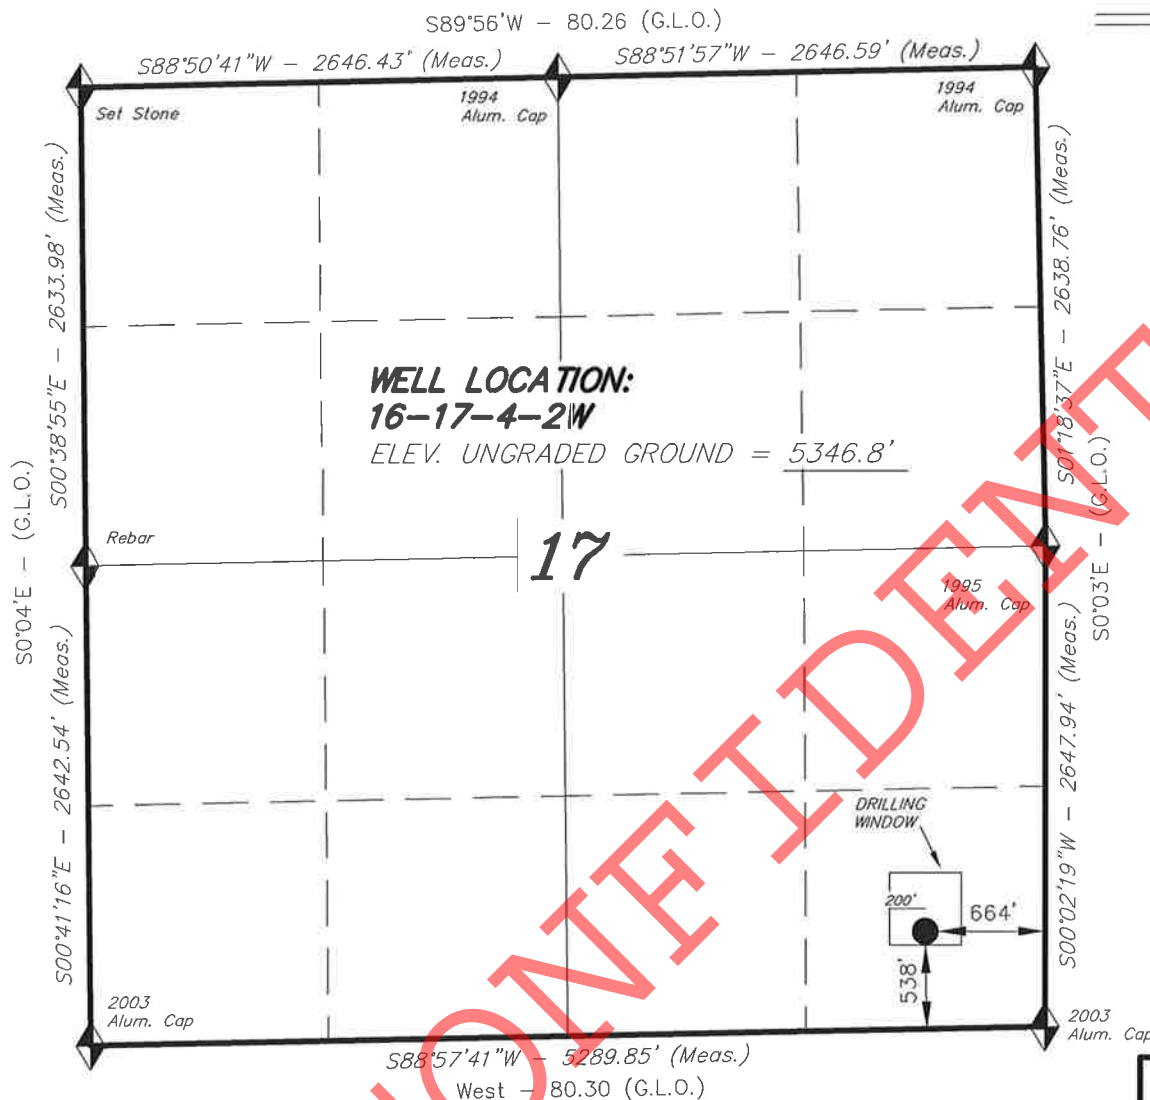 S89°56'W – 80.26 (G.L.O.)
S88°50'41"W – 2646.43' (Meas.)
S88°51'57"W – 2646.59' (Meas.)
Set Stone
1994
Alum. Cap
1994
Alum. Cap
S00°38'55"E – 2633.98' (Meas.)
S01°18'37"E – 2638.76' (Meas.)
WELL LOCATION:
16–17–4–2W
ELEV. UNGRADED GROUND = 5346.8'
S0°04'E – (G.L.O.)
S0°03'E – (G.L.O.)
Rebar
17
1995
Alum. Cap
S00°41'16"E – 2642.54' (Meas.)
S00°02'19"W – 2647.94' (Meas.)
DRILLING
WINDOW
200'
664'
538'
2003
Alum. Cap
2003
Alum. Cap
S88°57'41"W – 5289.85' (Meas.)
West – 80.30 (G.L.O.)
ONFIDENT